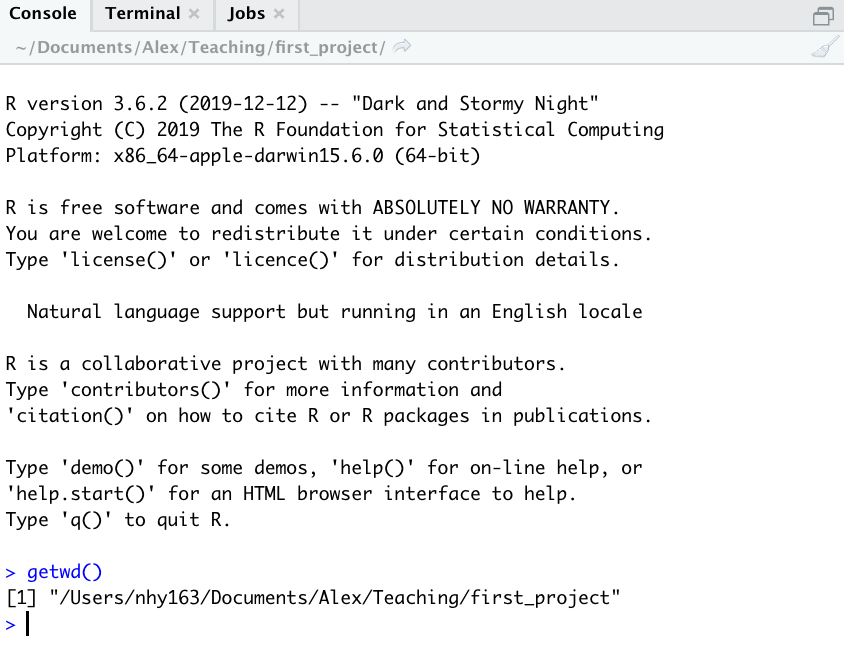 Console Terminal Jobs
~/Documents/Alex/Teaching/first_project/
R version 3.6.2 (2019-12-12) -- "Dark and Stormy Night"
Copyright (C) 2019 The R Foundation for Statistical Computing
Platform: x86_64-apple-darwin15.6.0 (64-bit)
R is free software and comes with ABSOLUTELY NO WARRANTY.
You are welcome to redistribute it under certain conditions.
Type 'license()' or 'licence()' for distribution details.
Natural language support but running in an English locale
R is a collaborative project with many contributors.
Type 'contributors()' for more information and
'citation()' on how to cite R or R packages in publications.
Type 'demo()' for some demos, 'help()' for on-line help, or
'help.start()' for an HTML browser interface to help.
Type 'q()' to quit R.
> getwd()
[1] "/Users/nhy163/Documents/Alex/Teaching/first_project"
>